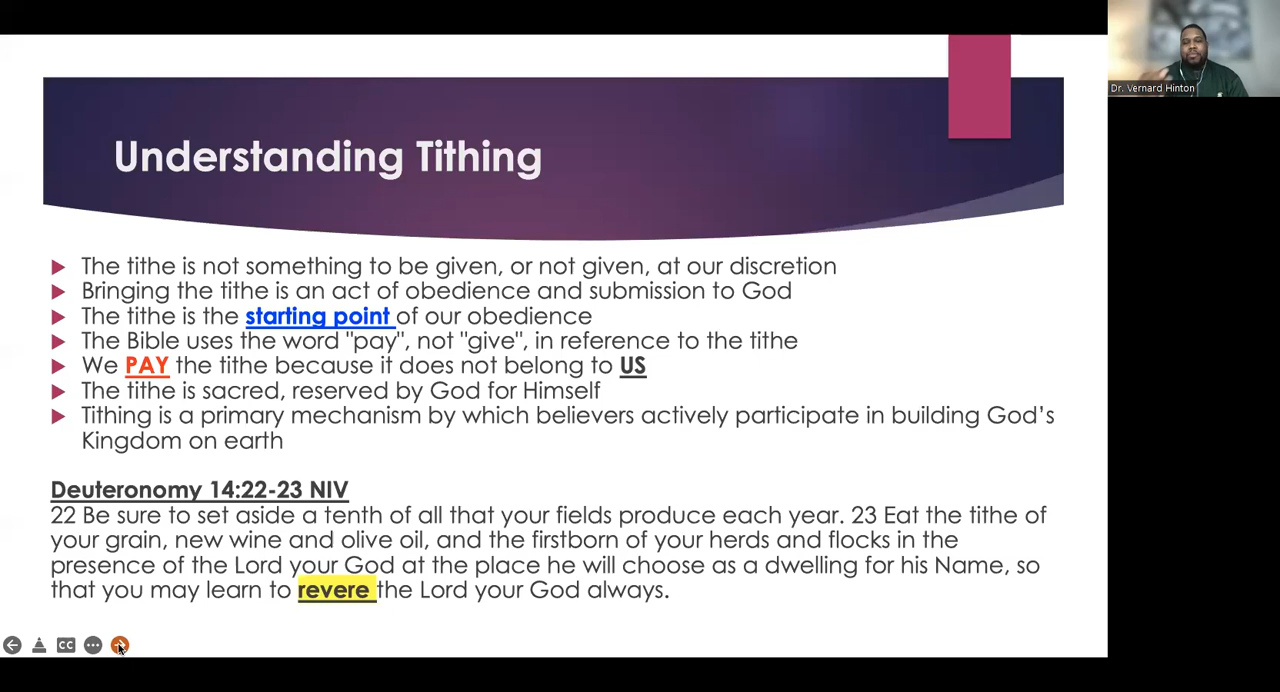 Dr. Vernard Hinton
Understanding Tithing
The tithe is not something to be given, or not given, at our discretion
Bringing the tithe is an act of obedience and submission to God
The tithe is the starting point of our obedience
The Bible uses the word "pay", not "give", in reference to the tithe
We PAY the tithe because it does not belong to US
The tithe is sacred, reserved by God for Himself
Tithing is a primary mechanism by which believers actively participate in building God’s
Kingdom on earth
Deuteronomy 14:22-23 NIV
22 Be sure to set aside a tenth of all that your fields produce each year. 23 Eat the tithe of
your grain, new wine and olive oil, and the firstborn of your herds and flocks in the
presence of the Lord your God at the place he will choose as a dwelling for his Name, so
that you may learn to revere the Lord your God always.
CC